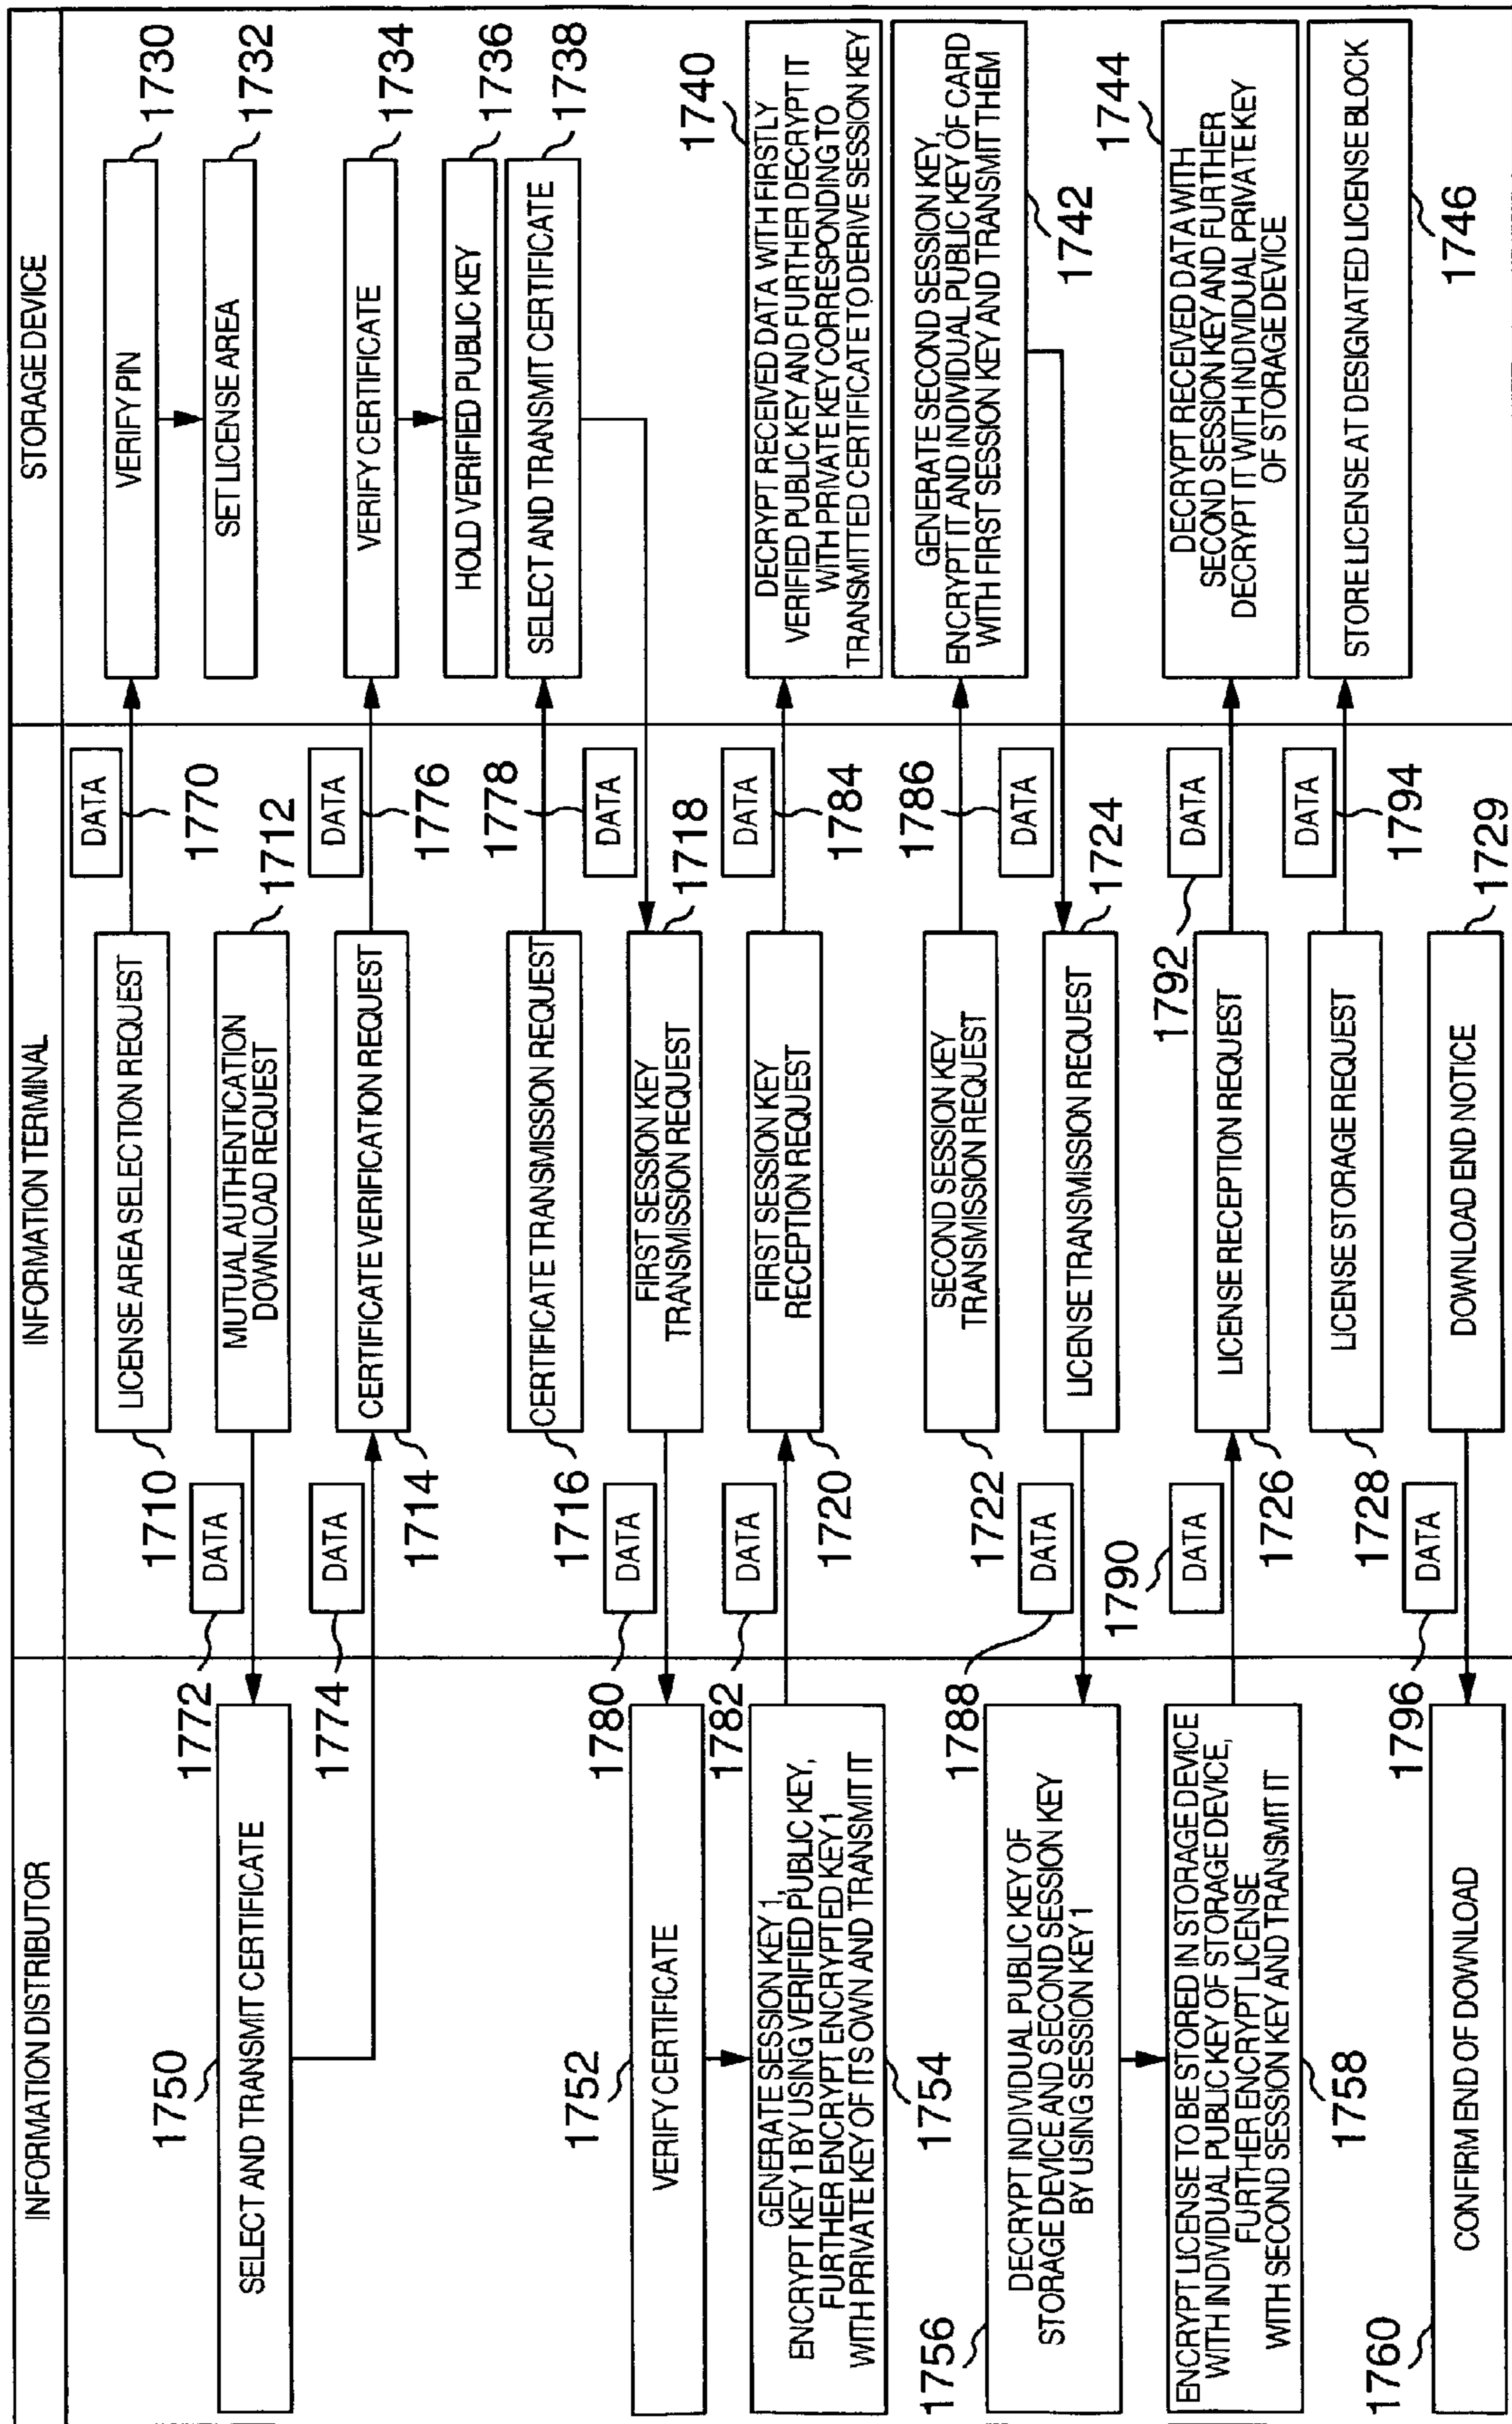 INFORMATION DISTRIBUTOR
INFORMATION TERMINAL
STORAGE DEVICE
LICENSE AREA SELECTION REQUEST
1710
DATA
1770
VERIFY PIN
1730
SET LICENSE AREA
1732
MUTUAL AUTHENTICATION
DOWNLOAD REQUEST
1712
DATA
1772
1750
SELECT AND TRANSMIT CERTIFICATE
DATA
1774
CERTIFICATE VERIFICATION REQUEST
1714
DATA
1776
VERIFY CERTIFICATE
1734
HOLD VERIFIED PUBLIC KEY
1736
CERTIFICATE TRANSMISSION REQUEST
1716
1778
DATA
SELECT AND TRANSMIT CERTIFICATE
1738
FIRST SESSION KEY
TRANSMISSION REQUEST
1718
DATA
1780
1752
VERIFY CERTIFICATE
GENERATE SESSION KEY 1,
ENCRYPT KEY 1 BY USING VERIFIED PUBLIC KEY,
FURTHER ENCRYPT ENCRYPTED KEY 1
WITH PRIVATE KEY OF ITS OWN AND TRANSMIT IT
1754
DATA
1782
FIRST SESSION KEY
RECEPTION REQUEST
1720
DATA
1784
1740
DECRYPT RECEIVED DATA WITH FIRSTLY
VERIFIED PUBLIC KEY AND FURTHER DECRYPT IT
WITH PRIVATE KEY CORRESPONDING TO
TRANSMITTED CERTIFICATE TO DERIVE SESSION KEY
SECOND SESSION KEY
TRANSMISSION REQUEST
1722
1786
DATA
GENERATE SECOND SESSION KEY,
ENCRYPT IT AND INDIVIDUAL PUBLIC KEY OF CARD
WITH FIRST SESSION KEY AND TRANSMIT THEM
1742
LICENSE TRANSMISSION REQUEST
1724
DATA
1788
1756
DECRYPT INDIVIDUAL PUBLIC KEY OF
STORAGE DEVICE AND SECOND SESSION KEY
BY USING SESSION KEY 1
ENCRYPT LICENSE TO BE STORED IN STORAGE DEVICE
WITH INDIVIDUAL PUBLIC KEY OF STORAGE DEVICE,
FURTHER ENCRYPT LICENSE
WITH SECOND SESSION KEY AND TRANSMIT IT
1758
1790
DATA
LICENSE RECEPTION REQUEST
1726
1792
DATA
1744
DECRYPT RECEIVED DATA WITH
SECOND SESSION KEY AND FURTHER
DECRYPT IT WITH INDIVIDUAL PRIVATE KEY
OF STORAGE DEVICE
LICENSE STORAGE REQUEST
1728
DATA
1794
STORE LICENSE AT DESIGNATED LICENSE BLOCK
1746
DOWNLOAD END NOTICE
1729
DATA
1796
1760
CONFIRM END OF DOWNLOAD